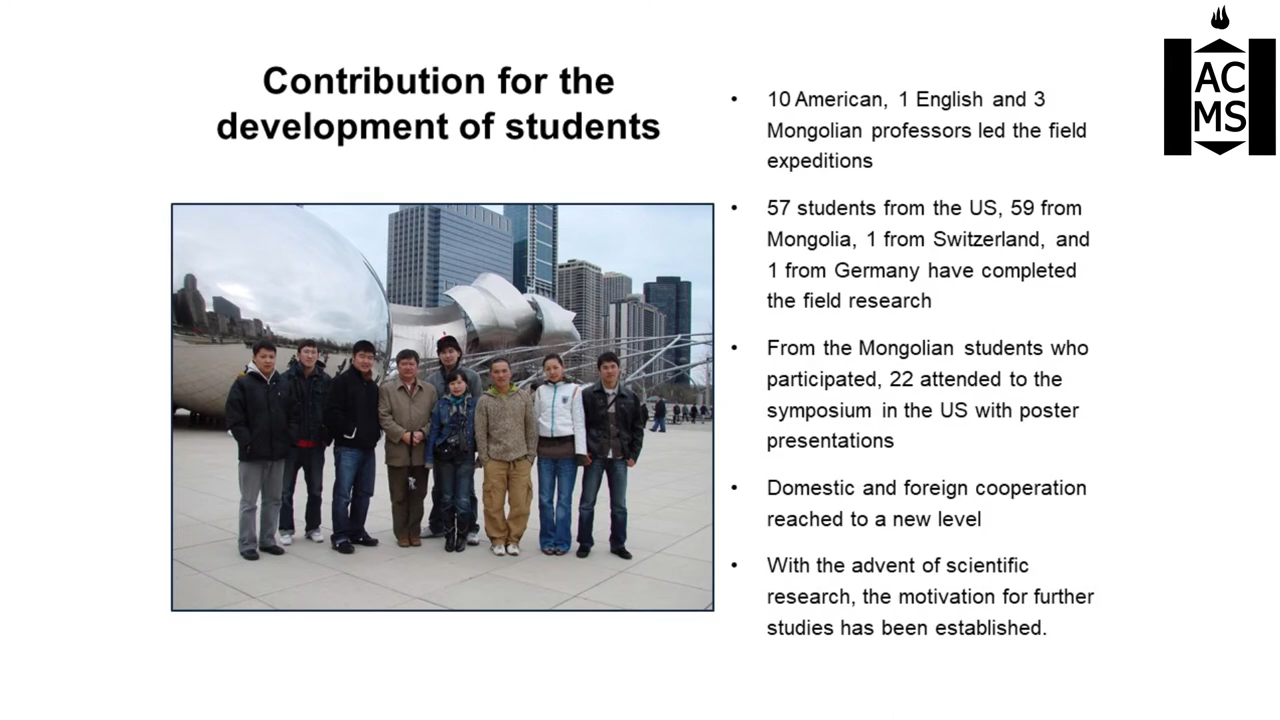 Contribution for the
development of students
• 10 American, 1 English and 3
Mongolian professors led the field
expeditions
• 57 students from the US, 59 from
Mongolia, 1 from Switzerland, and
1 from Germany have completed
the field research
• From the Mongolian students who
participated, 22 attended to the
symposium in the US with poster
presentations
• Domestic and foreign cooperation
reached to a new level
• With the advent of scientific
research, the motivation for further
studies has been established.
AC
MS